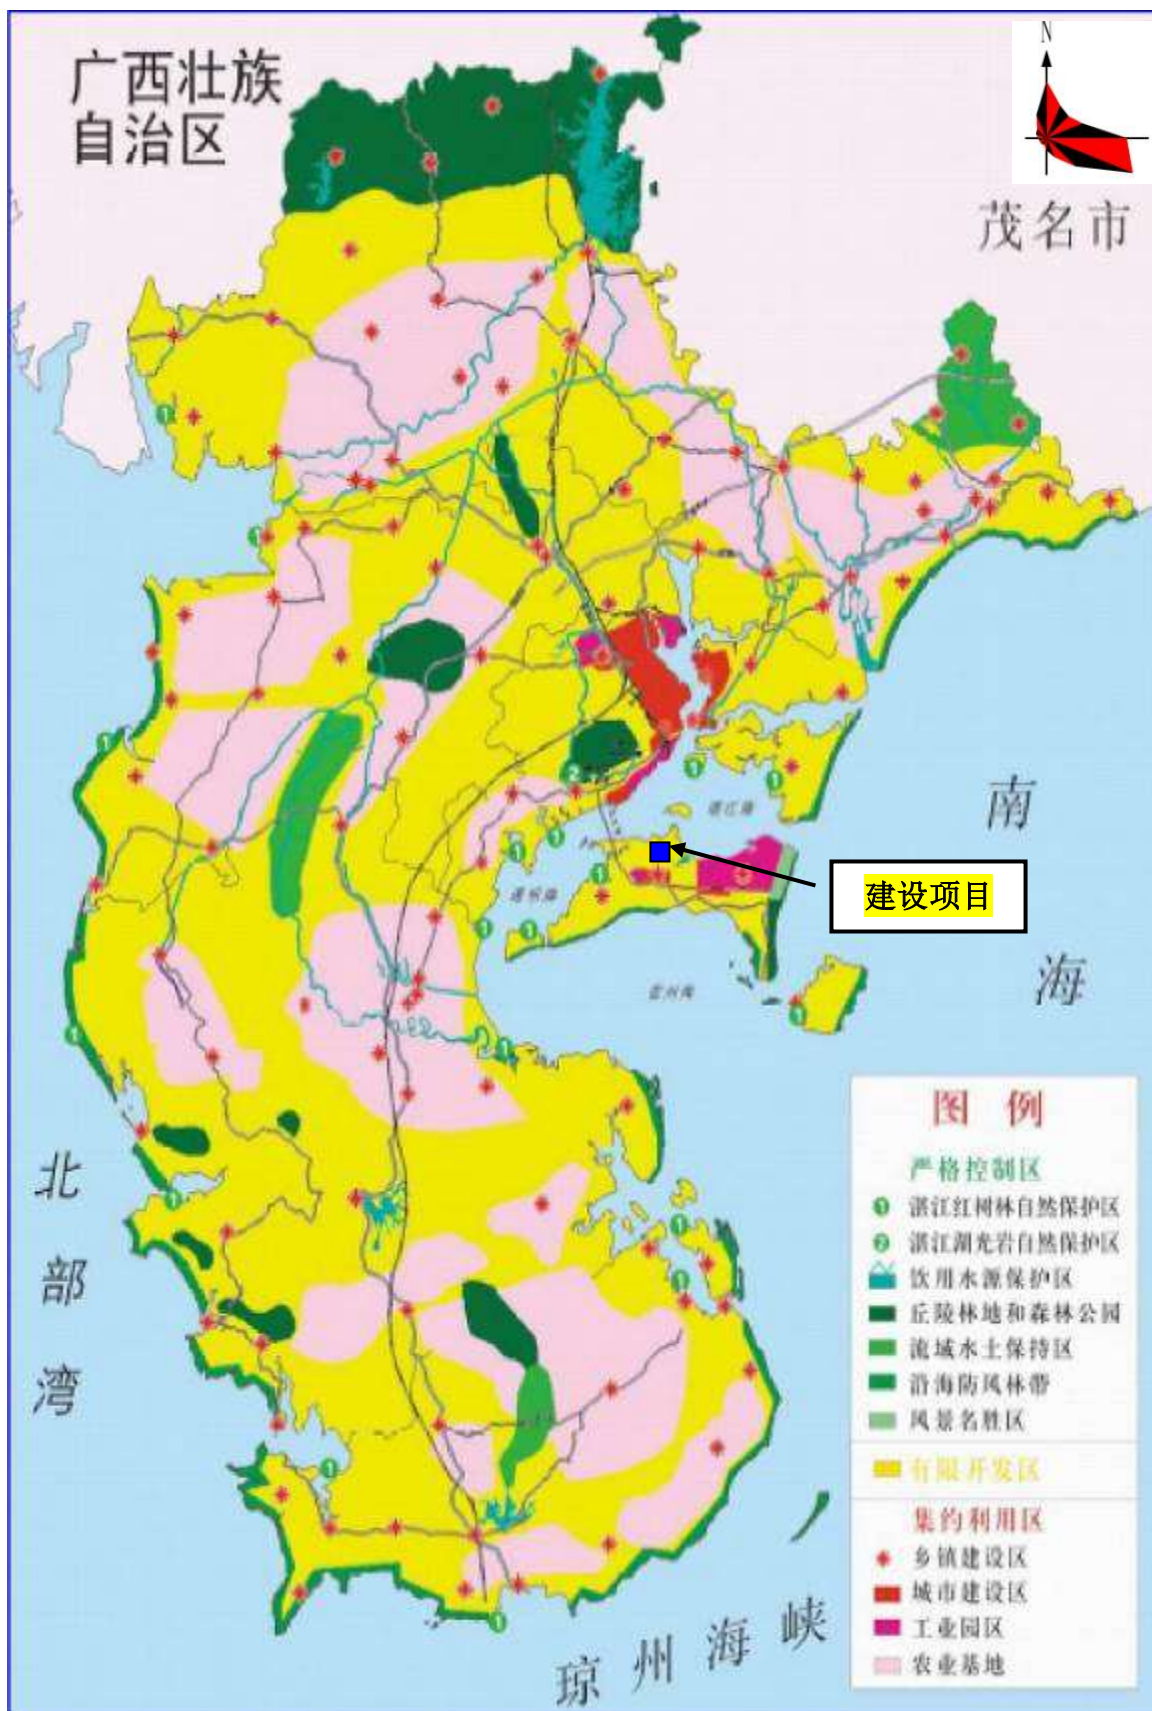 广西壮族
自治区
N
茂名市
湛江港
南
海
建设项目
通明海
雷州湾
北
部
湾
琼州海峡
图 例
严格控制区
1 湛江红树林自然保护区
2 湛江湖光岩自然保护区
饮用水源保护区
丘陵林地和森林公园
流域水土保持区
沿海防风林带
风景名胜区
有限开发区
集约利用区
乡镇建设区
城市建设区
工业园区
农业基地